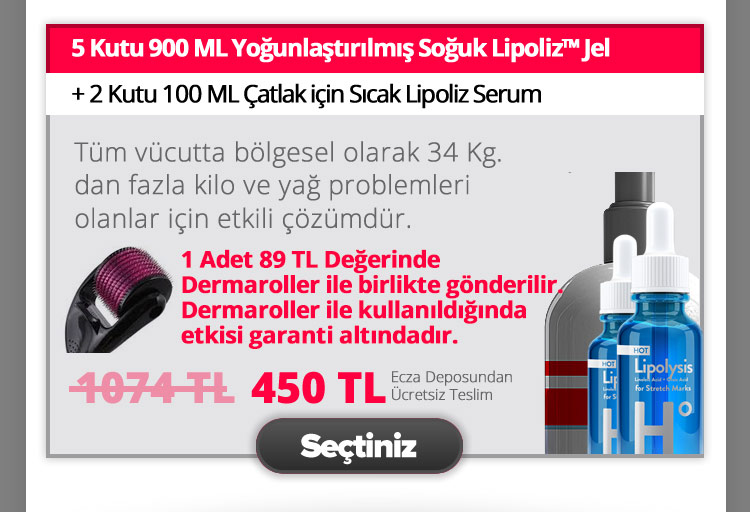 5 Kutu 900 ML Yoğunlaştırılmış Soğuk Lipoliz™ Jel
+ 2 Kutu 100 ML Çatlak için Sıcak Lipoliz Serum
Tüm vücutta bölgesel olarak 34 Kg.
dan fazla kilo ve yağ problemleri
olanlar için etkili çözümdür.
1 Adet 89 TL Değerinde
Dermaroller ile birlikte gönderilir.
Dermaroller ile kullanıldığında
etkisi garanti altındadır.
1074 TL 450 TL
Ecza Deposundan
Ücretsiz Teslim
HOT
Lipolysis
for Stretch Marks
H°
HOT
Lip
for S
H
Seçtiniz